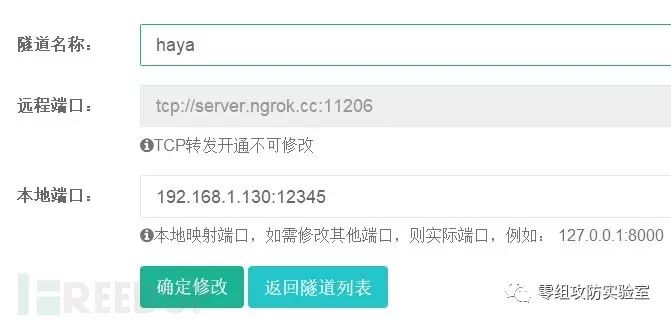 隧道名称： haya
远程端口： tcp://server.ngrok.cc:11206
TCP转发开通不可修改
本地端口： 192.168.1.130:12345
本地映射端口，如需修改其他端口，则实际端口，例如： 127.0.0.1:8000
确定修改 返回隧道列表
零组攻防实验室